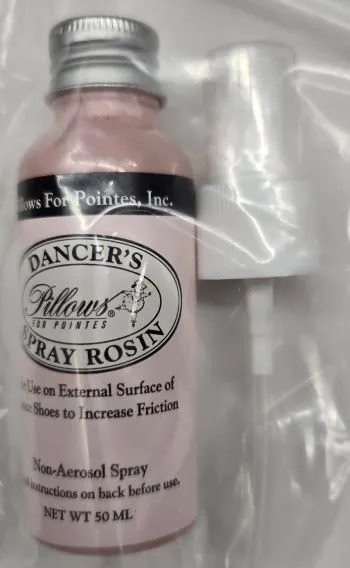 lows For Pointes, Inc.
DANCER'S
Pillows®
FOR POINTES
SPRAY ROSIN
Use on External Surface of
Shoes to Increase Friction
Non-Aerosol Spray
instructions on back before use.
NET WT 50 ML